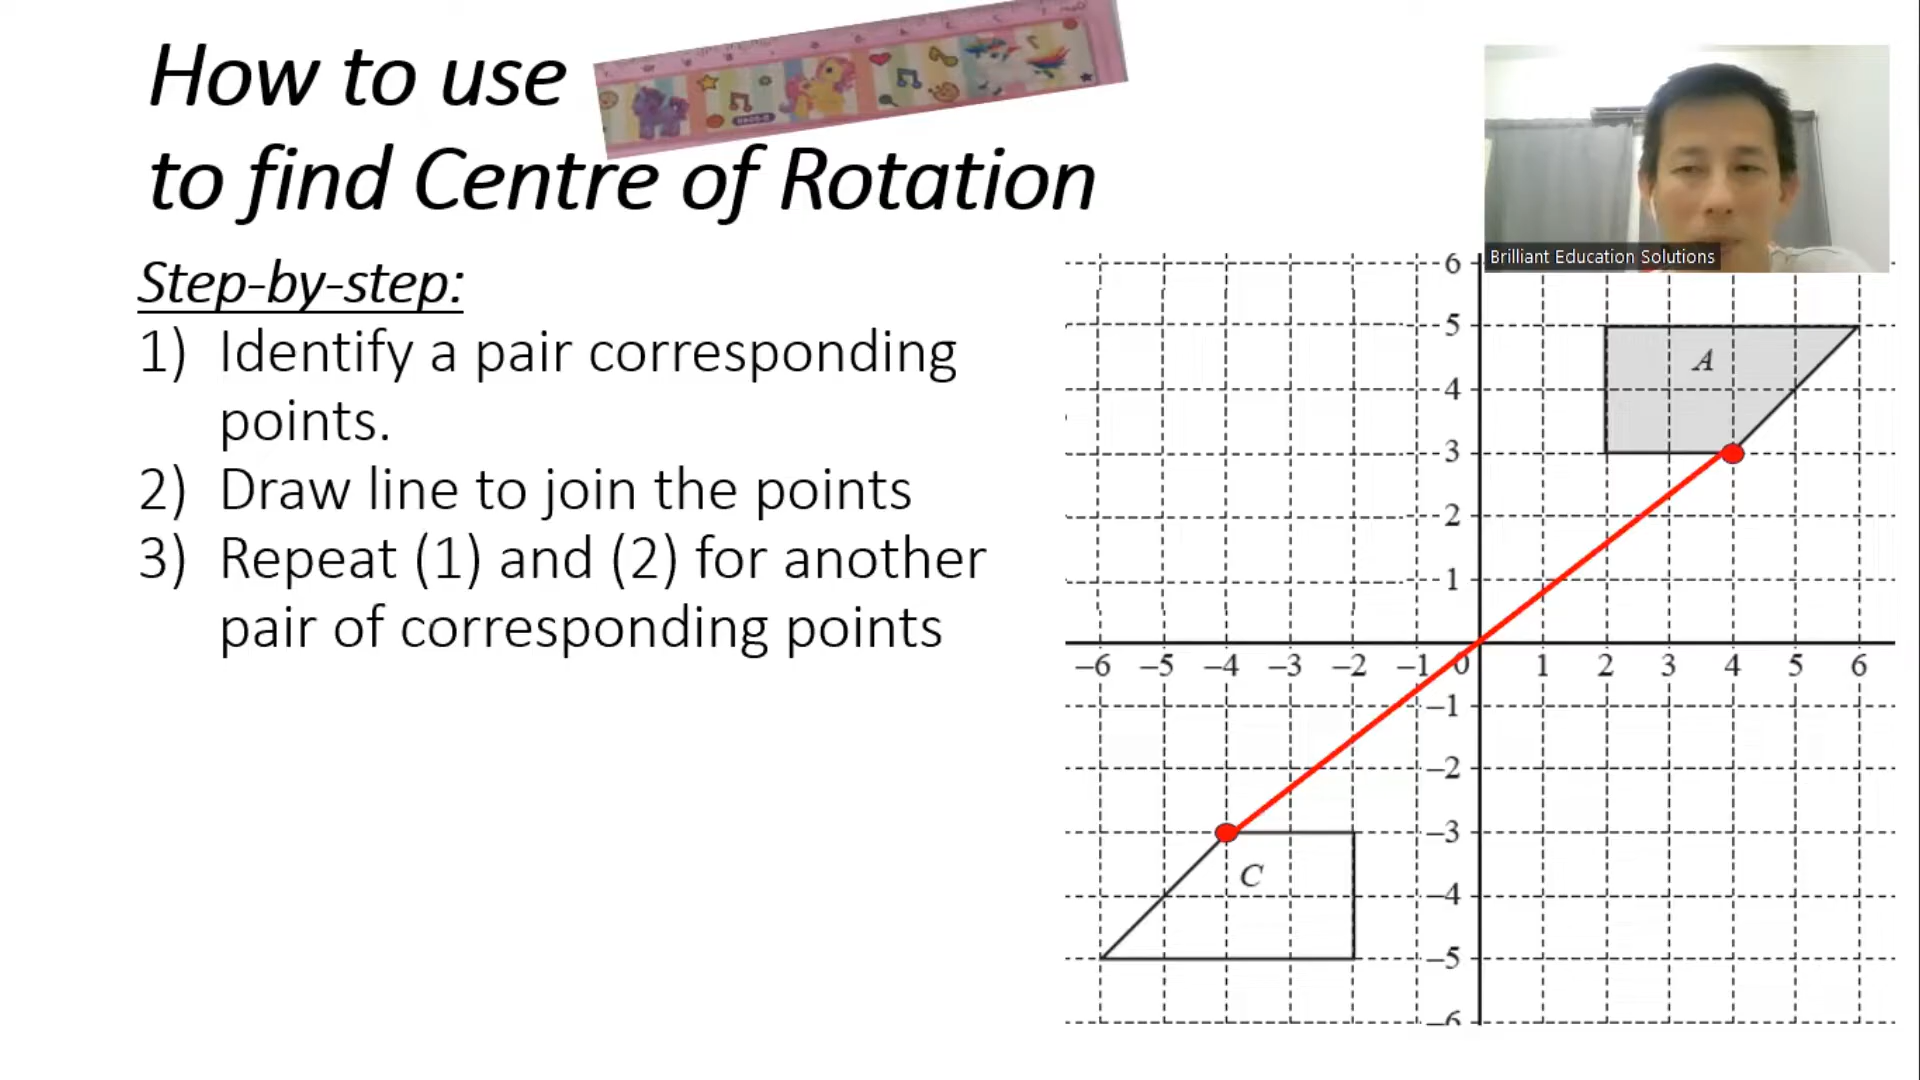 How to use
to find Centre of Rotation
Brilliant Education Solutions
Step-by-step:
1) Identify a pair corresponding
points.
2) Draw line to join the points
3) Repeat (1) and (2) for another
pair of corresponding points
6
5
A
4
3
2
1
–6 –5 –4 –3 –2 –1 0 1 2 3 4 5 6
–1
–2
–3
C
–4
–5
–6